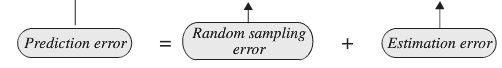 Prediction error = Random sampling error + Estimation error